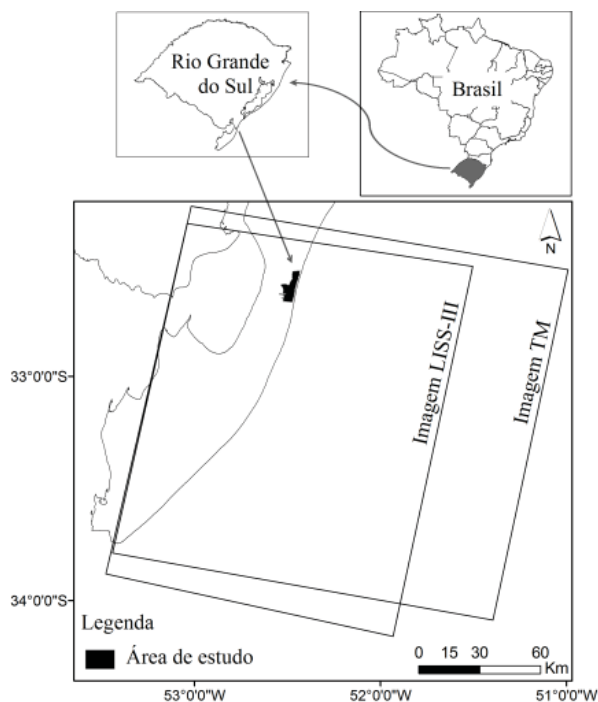 Rio Grande
do Sul
Brasil
N
Imagem LISS-III
Imagem TM
33°0'0"S
34°0'0"S
Legenda
Área de estudo
0 15 30 60
Km
53°0'0"W 52°0'0"W 51°0'0"W